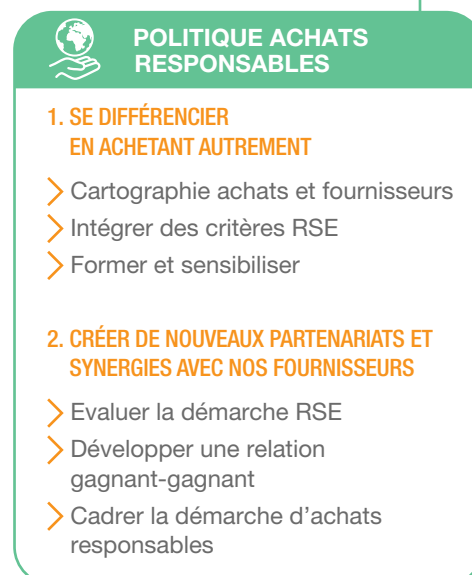 POLITIQUE ACHATS
RESPONSABLES
1. SE DIFFÉRENCIER
EN ACHETANT AUTREMENT
Cartographie achats et fournisseurs
Intégrer des critères RSE
Former et sensibiliser
2. CRÉER DE NOUVEAUX PARTENARIATS ET
SYNERGIES AVEC NOS FOURNISSEURS
Evaluer la démarche RSE
Développer une relation
gagnant-gagnant
Cadrer la démarche d’achats
responsables